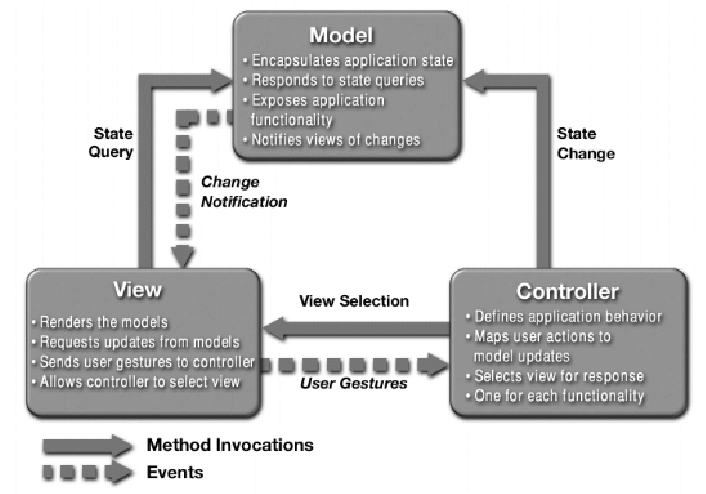 Model
• Encapsulates application state
• Responds to state queries
• Exposes application
functionality
• Notifies views of changes
State
Query
State
Change
Change
Notification
View
• Renders the models
• Requests updates from models
• Sends user gestures to controller
• Allows controller to select view
View Selection
User Gestures
Controller
• Defines application behavior
• Maps user actions to
model updates
• Selects view for response
• One for each functionality
Method Invocations
Events